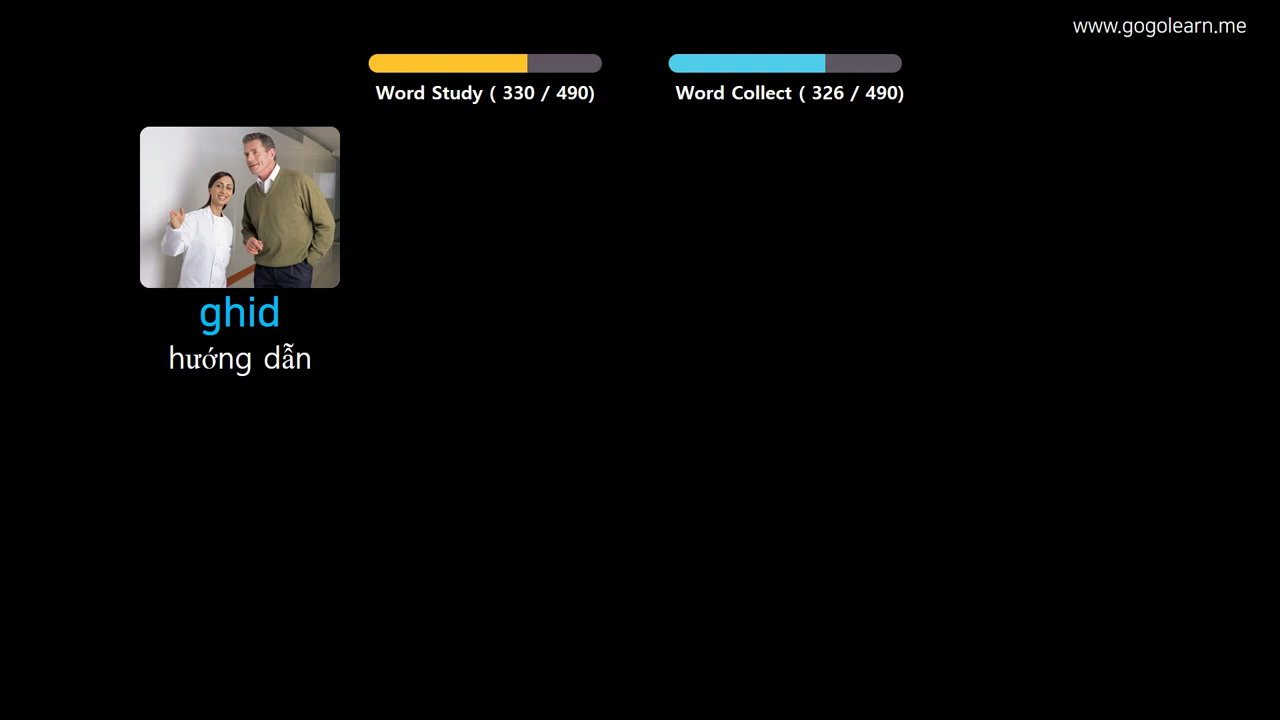 www.gogolearn.me
Word Study ( 330 / 490)
Word Collect ( 326 / 490)
ghid
hướng dẫn